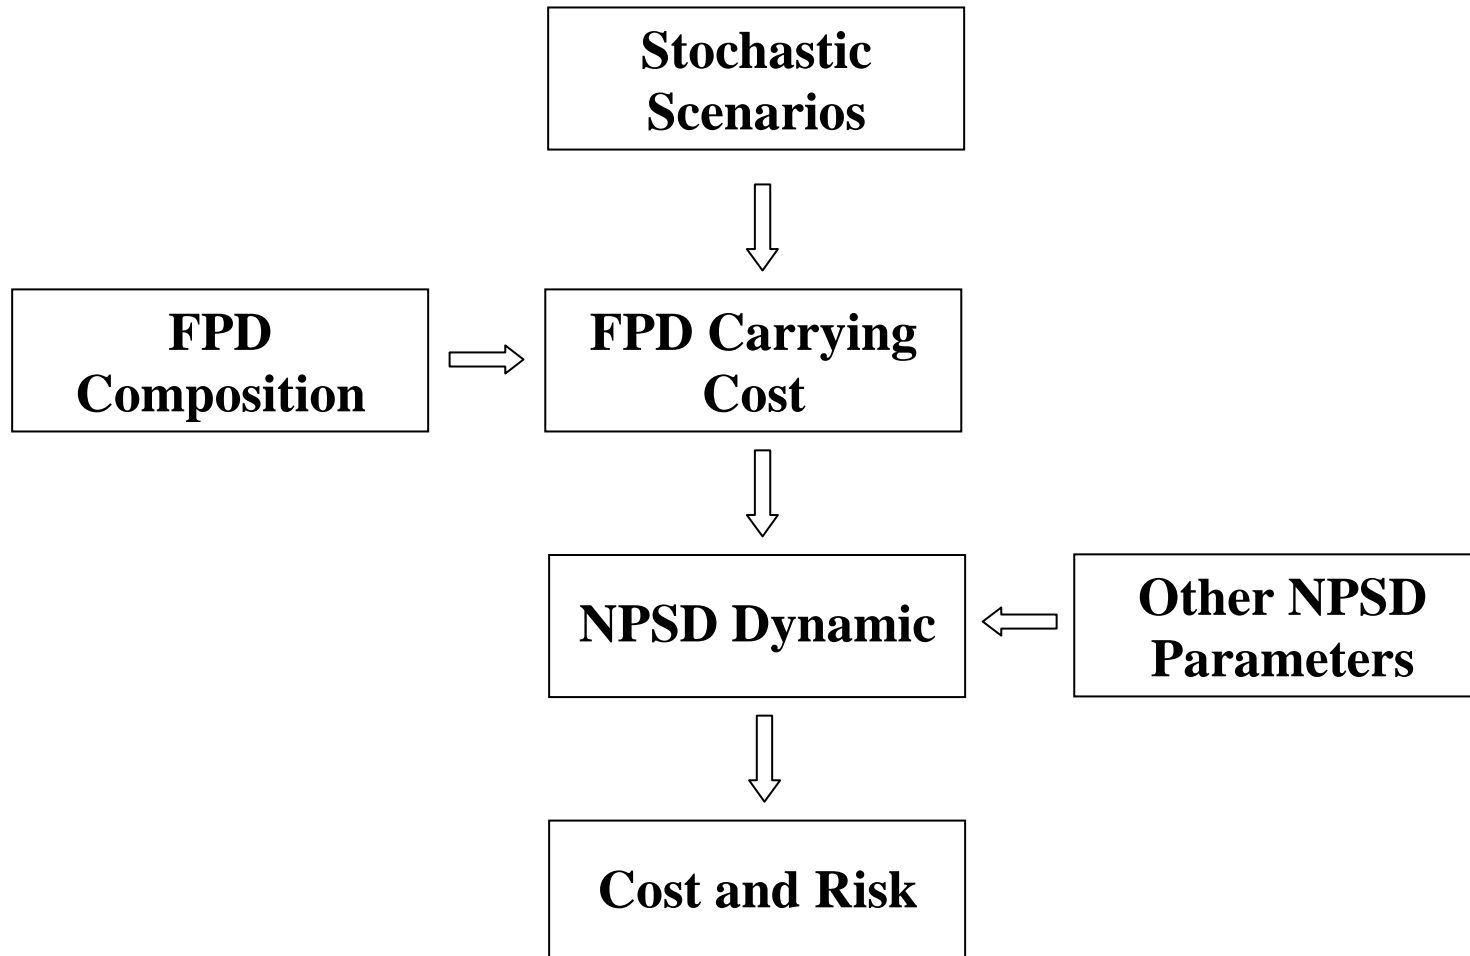 Stochastic
Scenarios
FPD
Composition
FPD Carrying
Cost
NPSD Dynamic
Other NPSD
Parameters
Cost and Risk